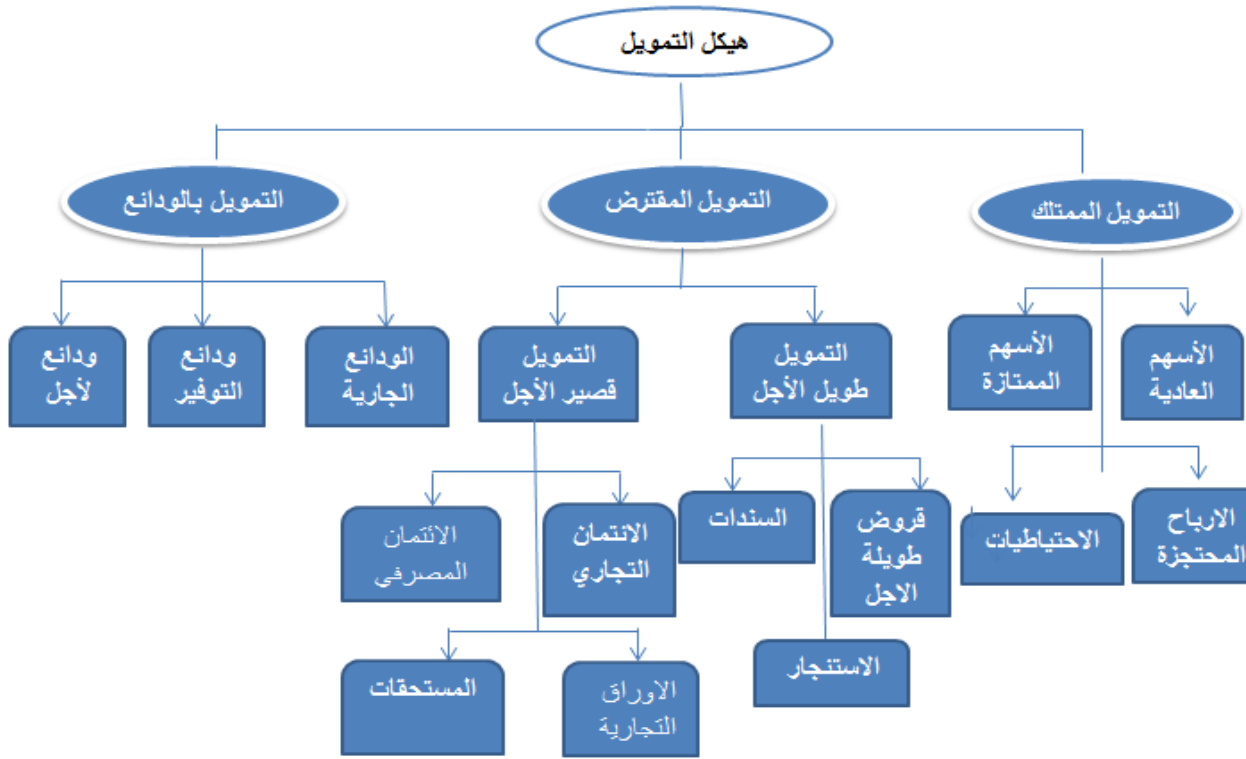 هيكل التمويل
التمويل الممتلك
التمويل المقترض
التمويل بالودائع
الأسهم
العادية
الأسهم
الممتازة
التمويل
طويل الأجل
التمويل
قصير الأجل
الودائع
الجارية
ودائع
التوفير
ودائع
لأجل
الارباح
المحتجزة
الاحتياطيات
قروض
طويلة
الاجل
السندات
الائتمان
التجاري
الائتمان
المصرفي
الاستئجار
الاوراق
التجارية
المستحقات